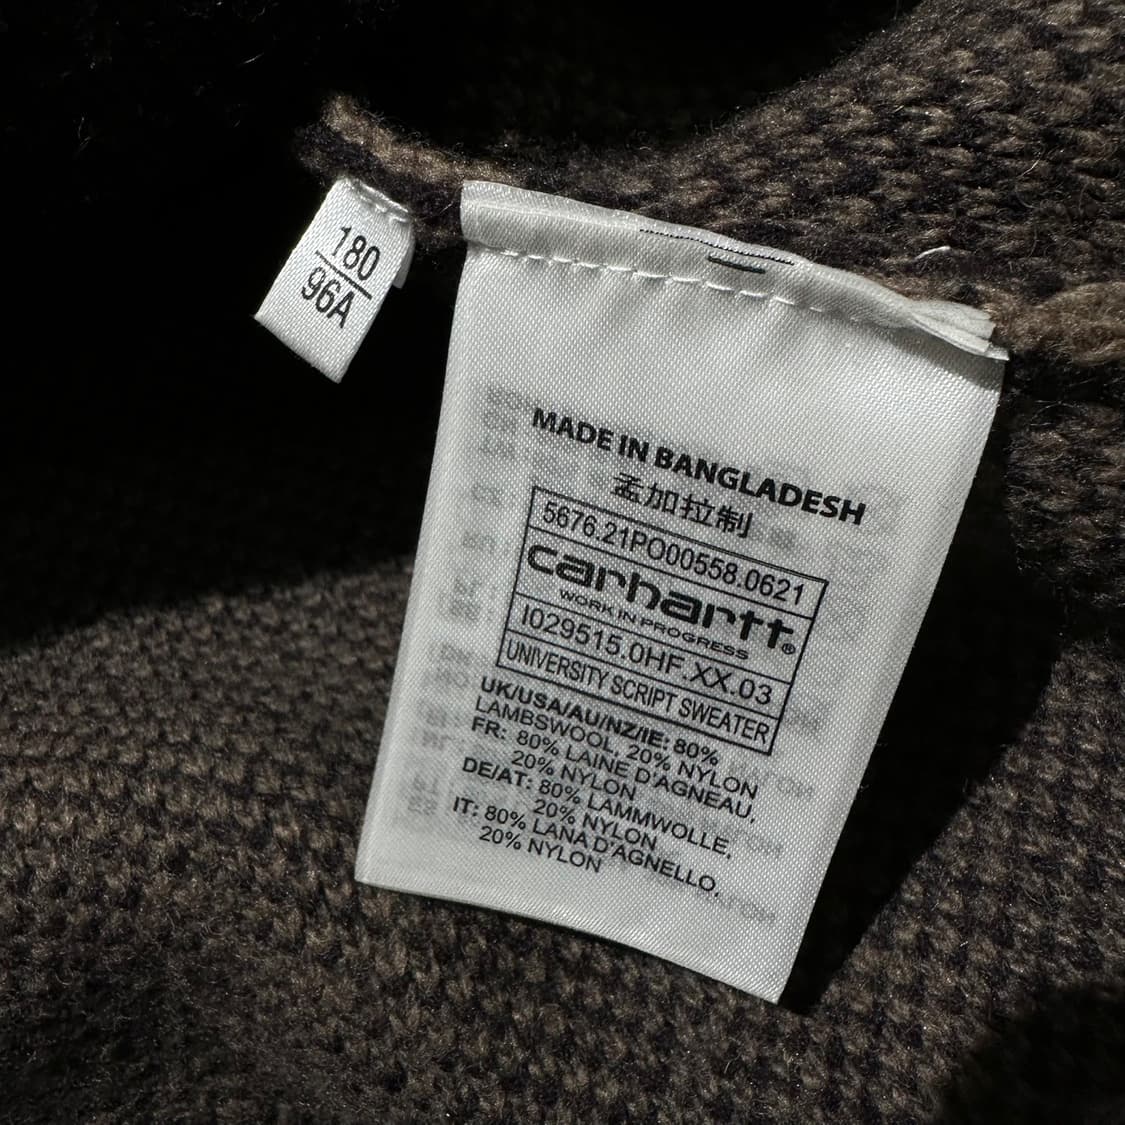 180
96A
MADE IN BANGLADESH
孟加拉制
5676.21PO00558.0621
carhartt®
WORK IN PROGRESS
I029515.0HF.XX.03
UNIVERSITY SCRIPT SWEATER
UK/USA/AU/NZ/IE: 80%
LAMBSWOOL, 20% NYLON
FR: 80% LAINE D'AGNEAU,
20% NYLON
DE/AT: 80% LAMMWOLLE,
20% NYLON
IT: 80% LANA D'AGNELLO,
20% NYLON